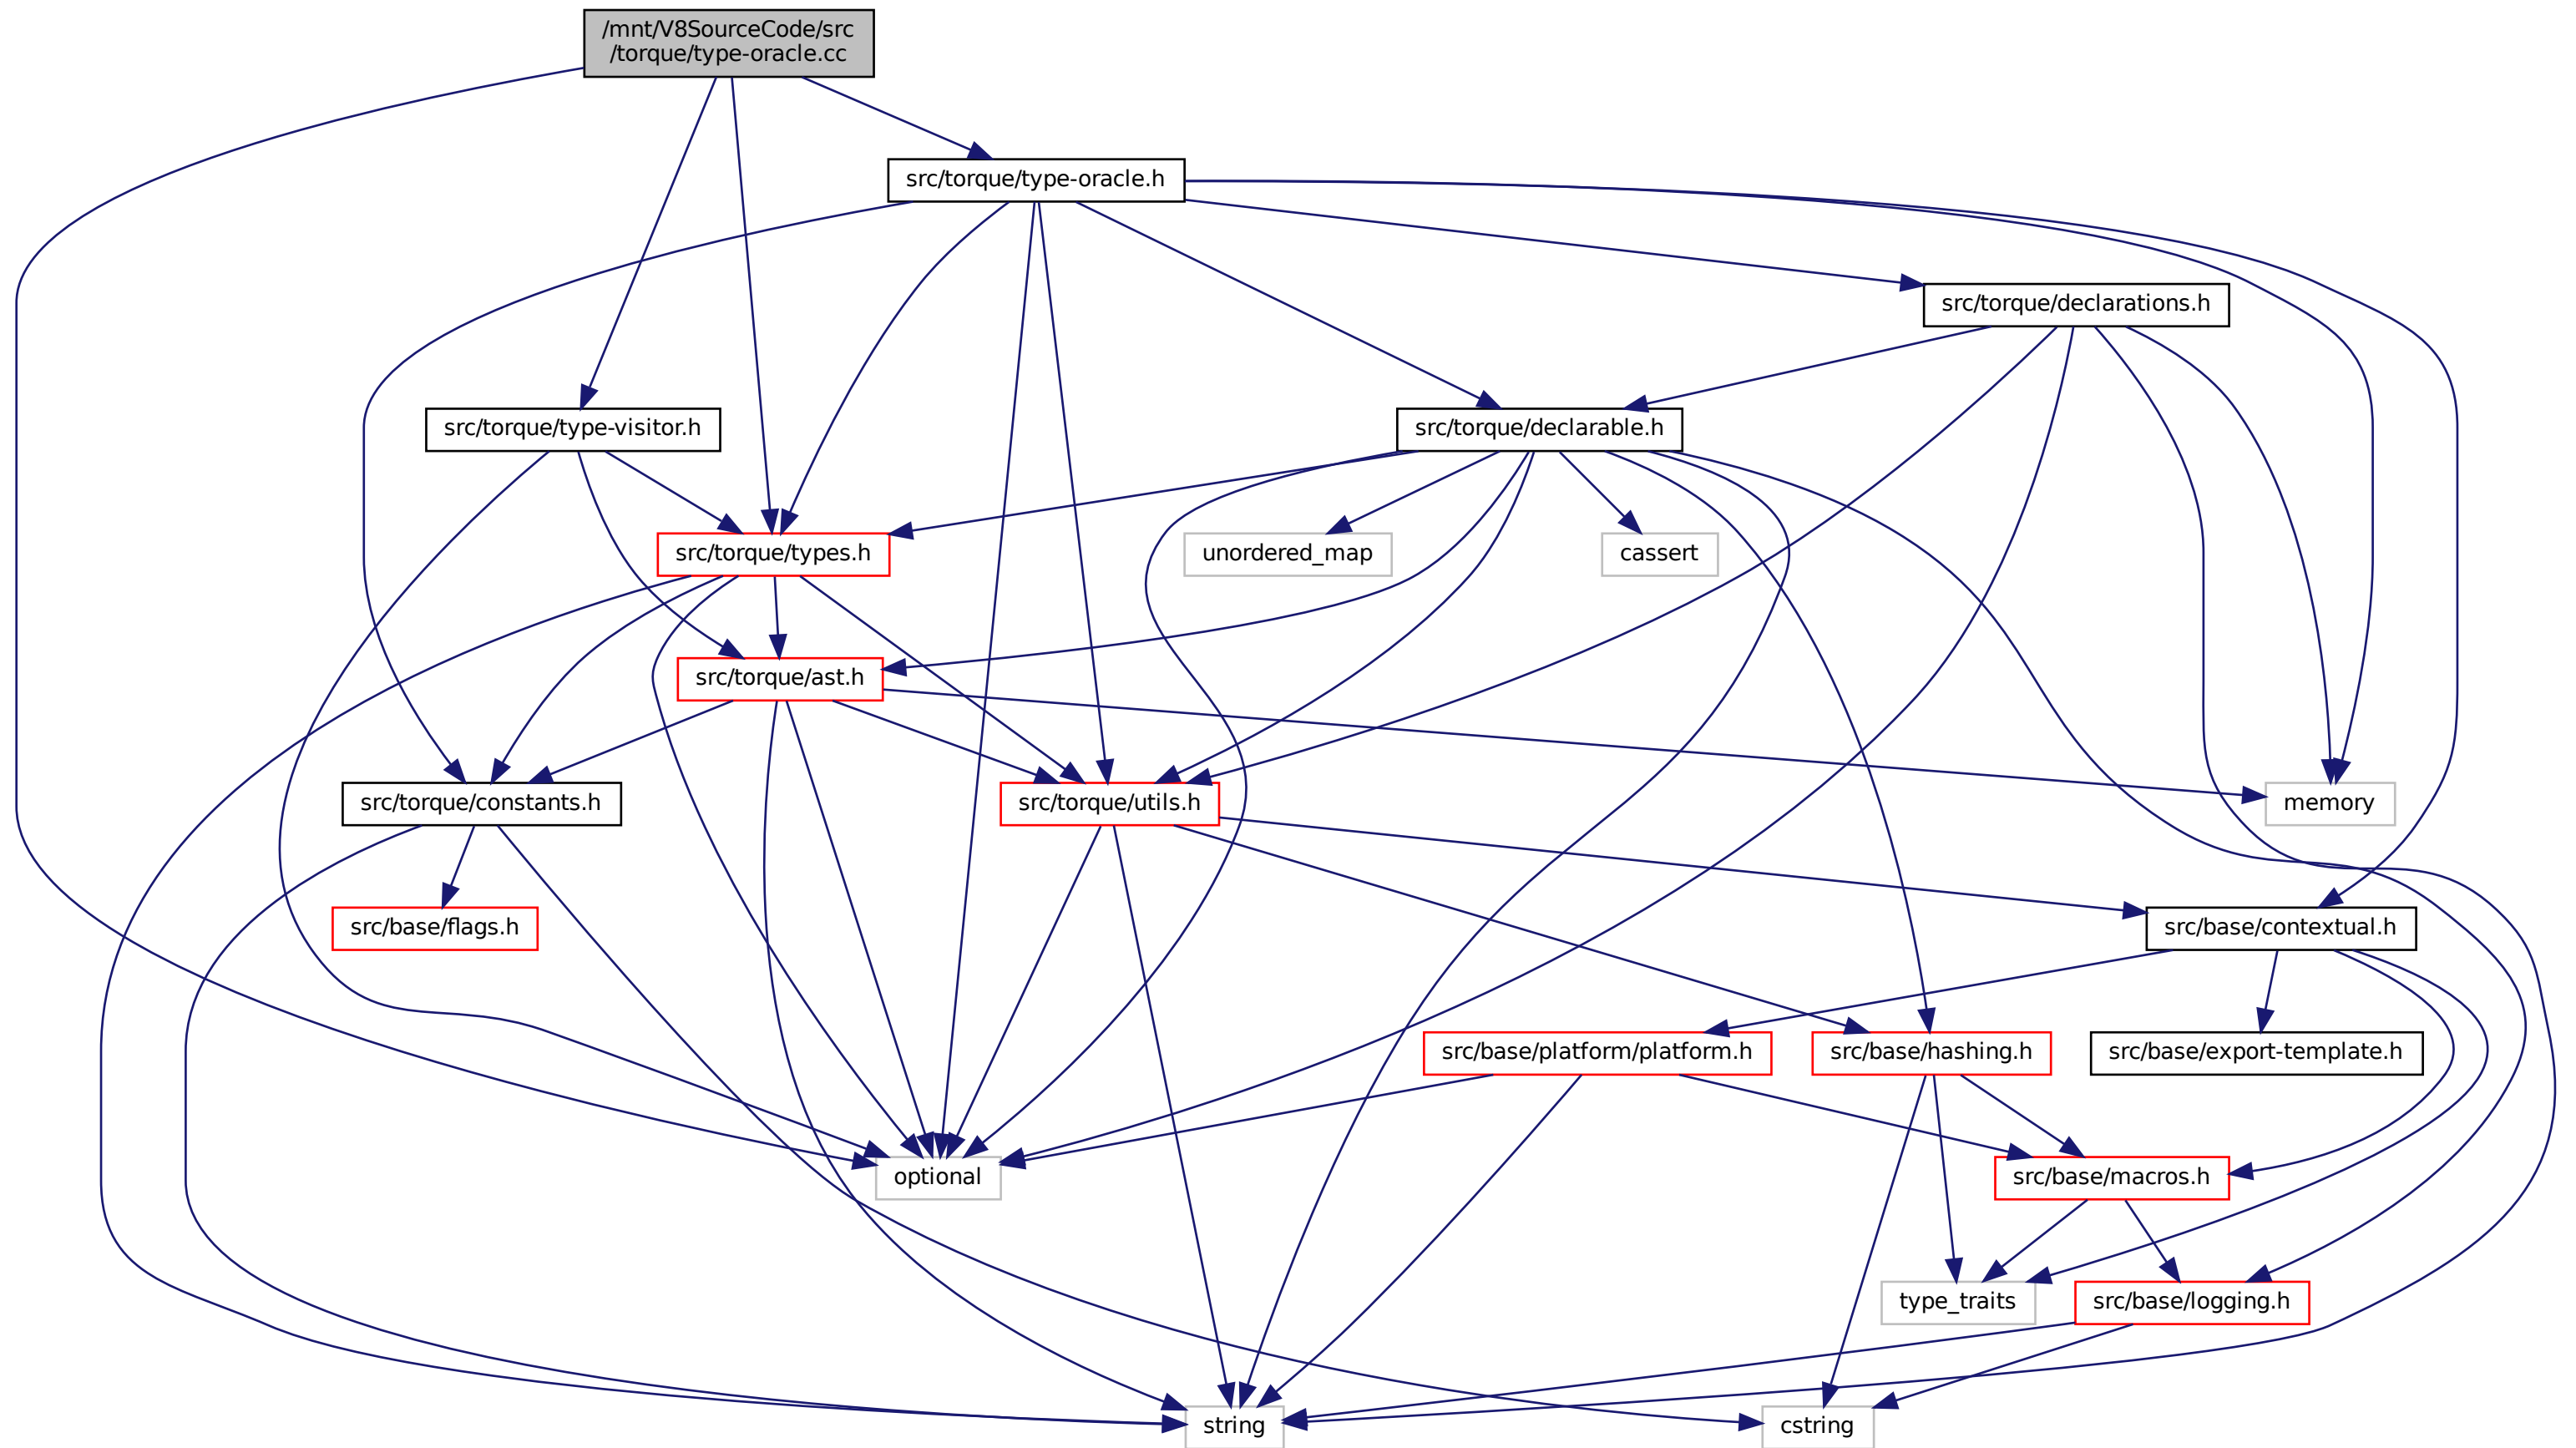 /mnt/V8SourceCode/src
/torque/type-oracle.cc
src/torque/type-oracle.h
src/torque/declarations.h
src/torque/type-visitor.h
src/torque/declarable.h
src/torque/types.h
unordered_map
cassert
src/torque/ast.h
src/torque/constants.h
src/torque/utils.h
memory
src/base/flags.h
src/base/contextual.h
src/base/platform/platform.h
src/base/hashing.h
src/base/export-template.h
optional
src/base/macros.h
type_traits
src/base/logging.h
string
cstring